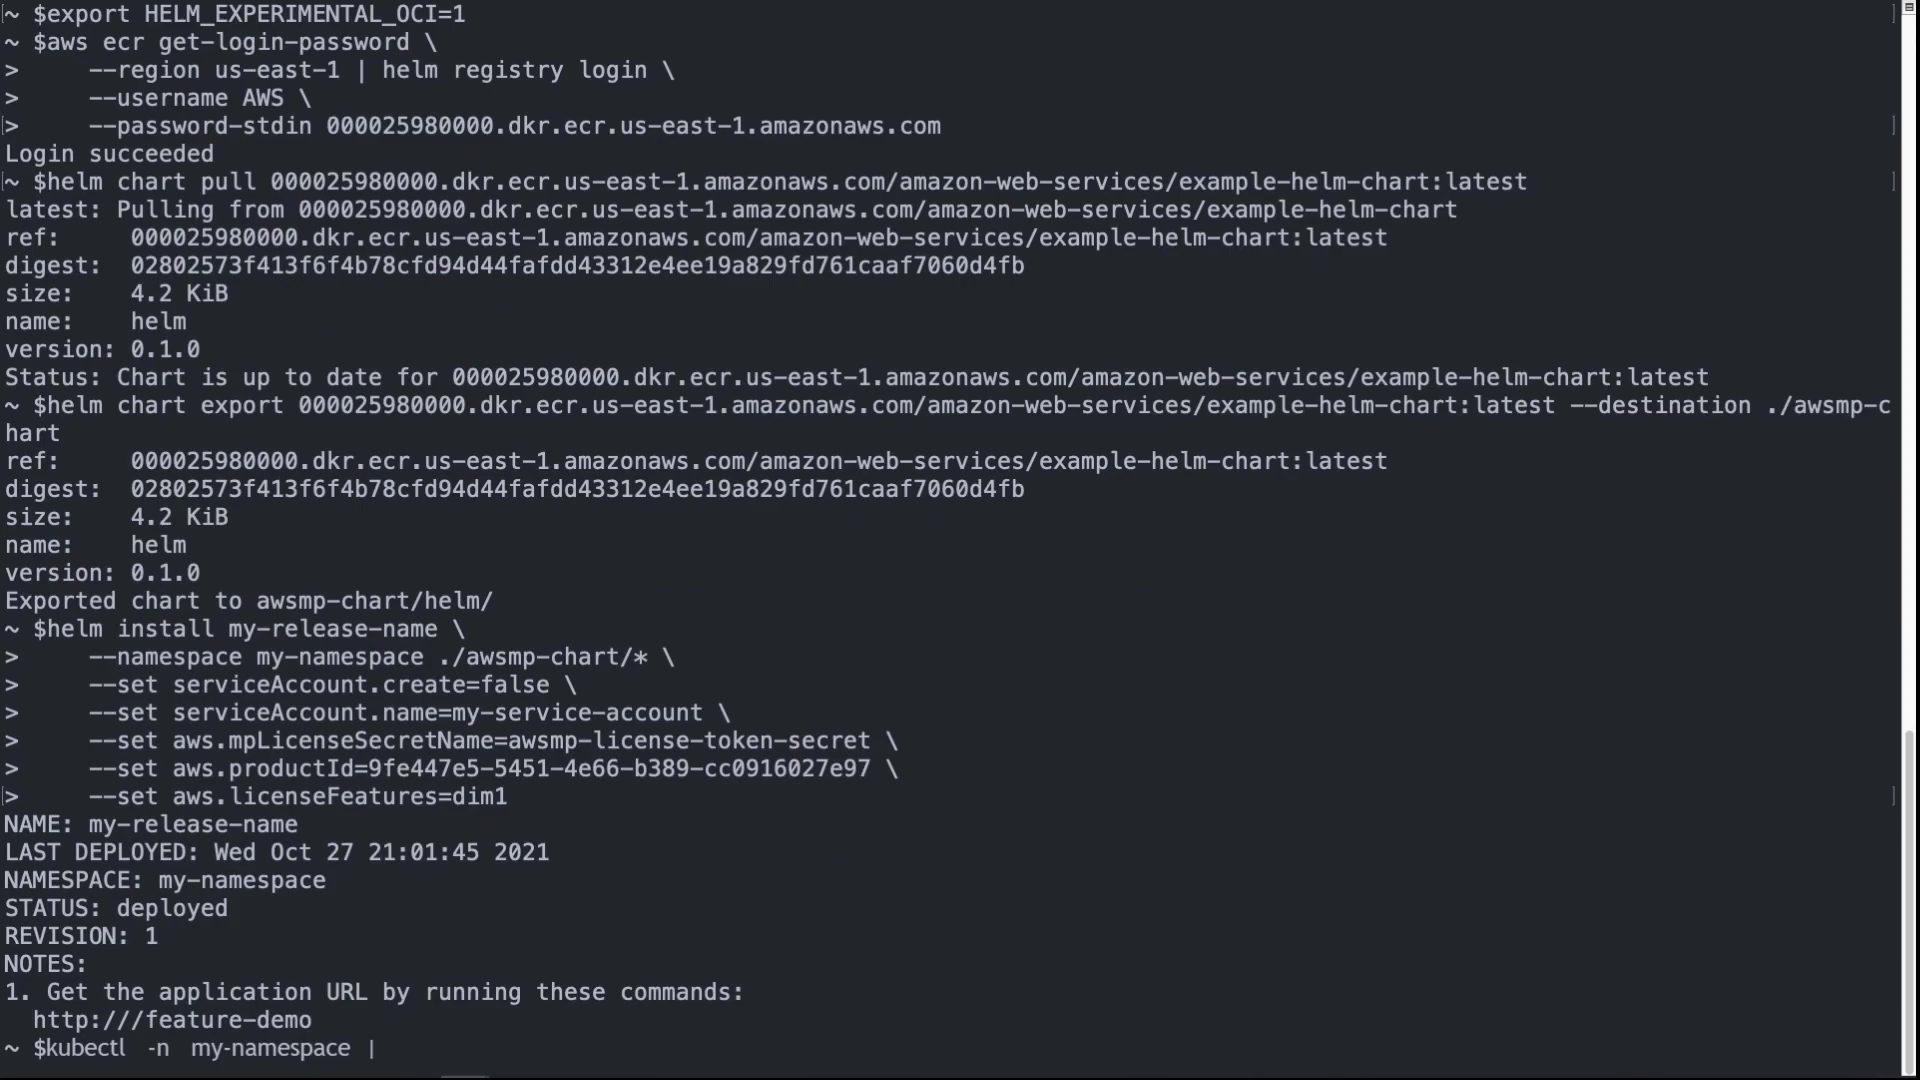 ~ $export HELM_EXPERIMENTAL_OCI=1
~ $aws ecr get-login-password \
>     --region us-east-1 | helm registry login \
>     --username AWS \
>     --password-stdin 000025980000.dkr.ecr.us-east-1.amazonaws.com
Login succeeded
~ $helm chart pull 000025980000.dkr.ecr.us-east-1.amazonaws.com/amazon-web-services/example-helm-chart:latest
latest: Pulling from 000025980000.dkr.ecr.us-east-1.amazonaws.com/amazon-web-services/example-helm-chart
ref:     000025980000.dkr.ecr.us-east-1.amazonaws.com/amazon-web-services/example-helm-chart:latest
digest:  02802573f413f6f4b78cfd94d44fafdd43312e4ee19a829fd761caaf7060d4fb
size:    4.2 KiB
name:    helm
version: 0.1.0
Status: Chart is up to date for 000025980000.dkr.ecr.us-east-1.amazonaws.com/amazon-web-services/example-helm-chart:latest
~ $helm chart export 000025980000.dkr.ecr.us-east-1.amazonaws.com/amazon-web-services/example-helm-chart:latest --destination ./awsmp-c
hart
ref:     000025980000.dkr.ecr.us-east-1.amazonaws.com/amazon-web-services/example-helm-chart:latest
digest:  02802573f413f6f4b78cfd94d44fafdd43312e4ee19a829fd761caaf7060d4fb
size:    4.2 KiB
name:    helm
version: 0.1.0
Exported chart to awsmp-chart/helm/
~ $helm install my-release-name \
>     --namespace my-namespace ./awsmp-chart/* \
>     --set serviceAccount.create=false \
>     --set serviceAccount.name=my-service-account \
>     --set aws.mpLicenseSecretName=awsmp-license-token-secret \
>     --set aws.productId=9fe447e5-5451-4e66-b389-cc0916027e97 \
>     --set aws.licenseFeatures=dim1
NAME: my-release-name
LAST DEPLOYED: Wed Oct 27 21:01:45 2021
NAMESPACE: my-namespace
STATUS: deployed
REVISION: 1
NOTES:
1. Get the application URL by running these commands:
  http:///feature-demo
~ $kubectl -n my-namespace |